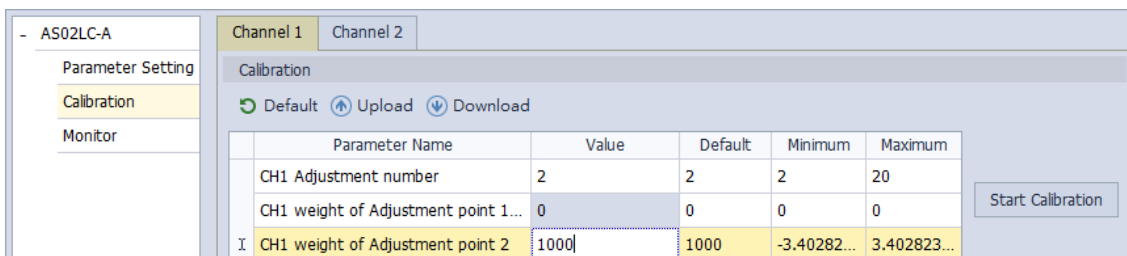 - AS02LC-A
Parameter Setting
Calibration
Monitor
Channel 1 Channel 2
Calibration
Default Upload Download
Parameter Name Value Default Minimum Maximum
CH1 Adjustment number 2 2 2 20
CH1 weight of Adjustment point 1... 0 0 0 0
CH1 weight of Adjustment point 2 1000 1000 -3.40282... 3.402823...
Start Calibration